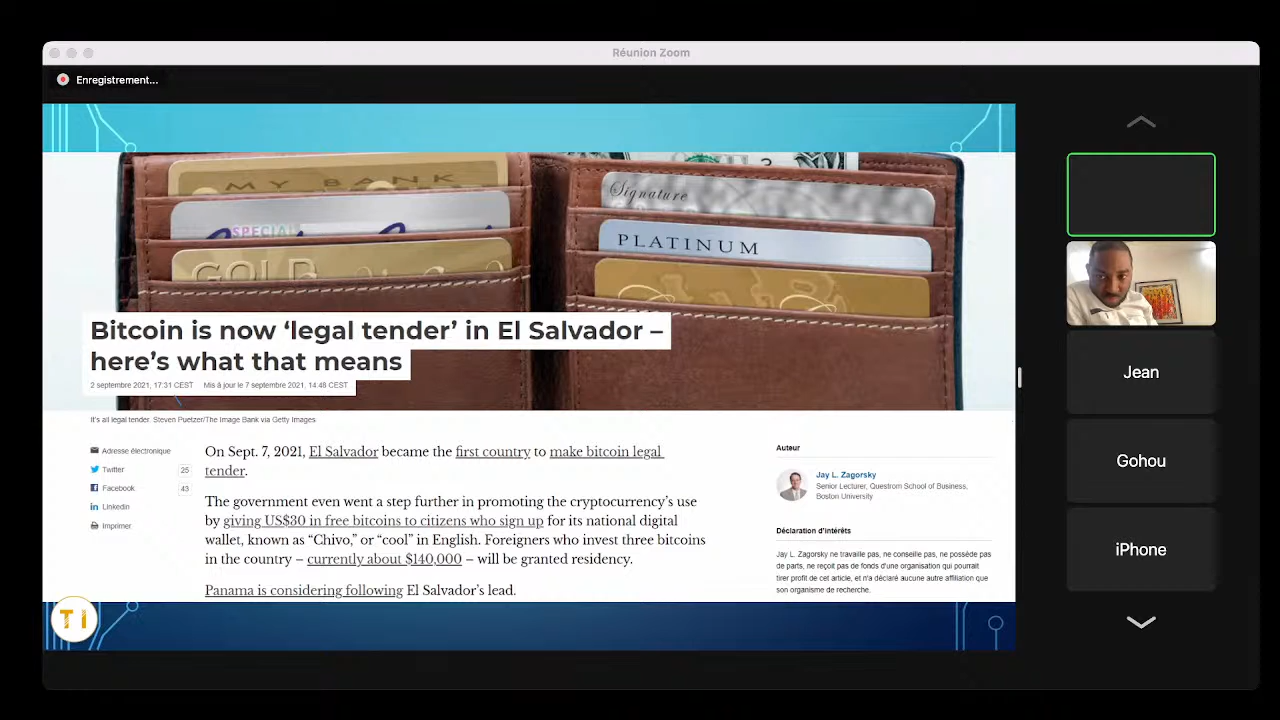 Réunion Zoom
Enregistrement...
MY BANK
SPECIAL
GOLD
Signature
PLATINUM
Bitcoin is now ‘legal tender’ in El Salvador –
here’s what that means
2 septembre 2021, 17:31 CEST Mis à jour le 7 septembre 2021, 14:48 CEST
It’s all legal tender. Steven Puetzer/The Image Bank via Getty Images
Adresse électronique
Twitter 25
Facebook 43
Linkedin
Imprimer
On Sept. 7, 2021, El Salvador became the first country to make bitcoin legal
tender.
The government even went a step further in promoting the cryptocurrency’s use
by giving US$30 in free bitcoins to citizens who sign up for its national digital
wallet, known as “Chivo,” or “cool” in English. Foreigners who invest three bitcoins
in the country – currently about $140,000 – will be granted residency.
Panama is considering following El Salvador’s lead.
Auteur
Jay L. Zagorsky
Senior Lecturer, Questrom School of Business,
Boston University
Déclaration d’intérêts
Jay L. Zagorsky ne travaille pas, ne conseille pas, ne possède pas
de parts, ne reçoit pas de fonds d'une organisation qui pourrait
tirer profit de cet article, et n'a déclaré aucune autre affiliation que
son organisme de recherche.
TI
Jean
Gohou
iPhone